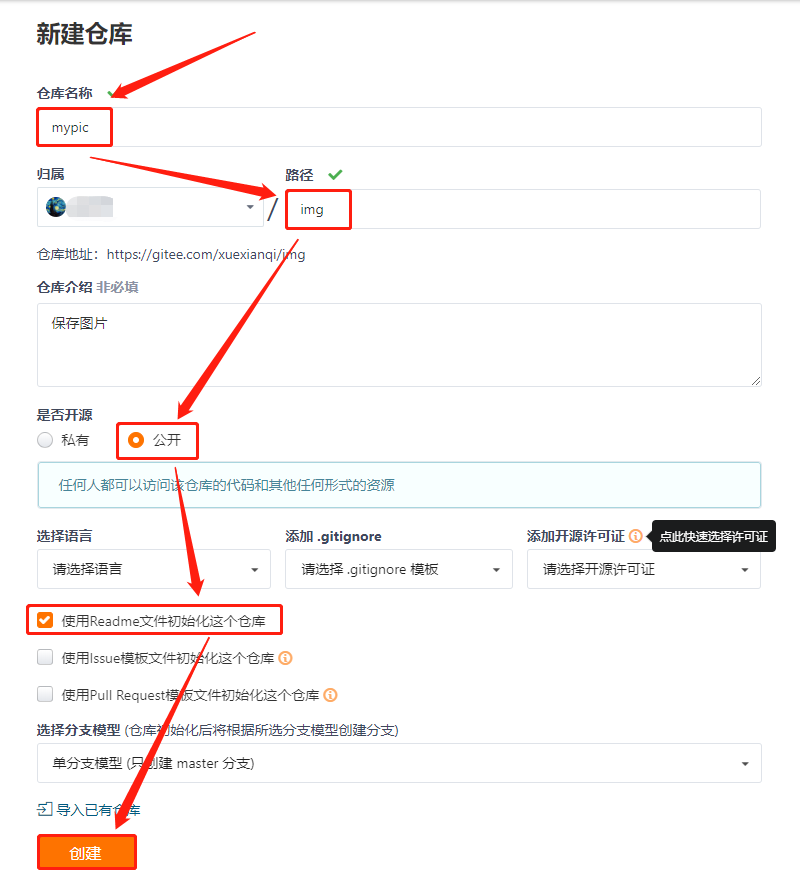 新建仓库
仓库名称
mypic
归属
路径
/
img
仓库地址：https://gitee.com/xuexianqi/img
仓库介绍 非必填
保存图片
是否开源
私有
公开
任何人都可以访问该仓库的代码和其他任何形式的资源
选择语言
添加 .gitignore
添加开源许可证
点此快速选择许可证
请选择语言
请选择 .gitignore 模板
请选择开源许可证
使用Readme文件初始化这个仓库
使用Issue模板文件初始化这个仓库
使用Pull Request模板文件初始化这个仓库
选择分支模型 (仓库初始化后将根据所选分支模型创建分支)
单分支模型 (只创建 master 分支)
导入已有仓库
创建